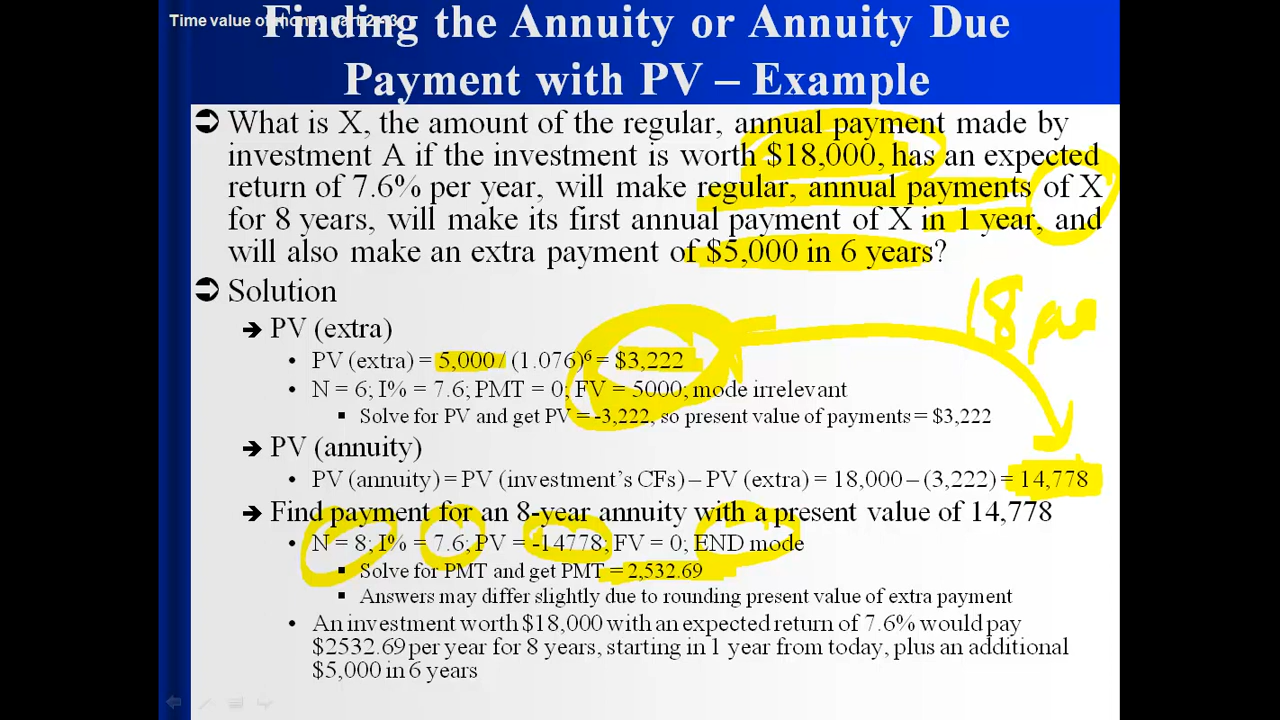 Time value of money part 2 - 3
Finding the Annuity or Annuity Due
Payment with PV – Example
What is X, the amount of the regular, annual payment made by
investment A if the investment is worth $18,000, has an expected
return of 7.6% per year, will make regular, annual payments of X
for 8 years, will make its first annual payment of X in 1 year, and
will also make an extra payment of $5,000 in 6 years?
Solution
18
→ PV (extra)
• PV (extra) = 5,000 / (1.076)⁶ = $3,222
• N = 6; I% = 7.6; PMT = 0; FV = 5000; mode irrelevant
▪ Solve for PV and get PV = -3,222, so present value of payments = $3,222
→ PV (annuity)
• PV (annuity) = PV (investment’s CFs) – PV (extra) = 18,000 – (3,222) = 14,778
→ Find payment for an 8-year annuity with a present value of 14,778
• N = 8; I% = 7.6; PV = -14778; FV = 0; END mode
▪ Solve for PMT and get PMT = 2,532.69
▪ Answers may differ slightly due to rounding present value of extra payment
• An investment worth $18,000 with an expected return of 7.6% would pay
$2532.69 per year for 8 years, starting in 1 year from today, plus an additional
$5,000 in 6 years